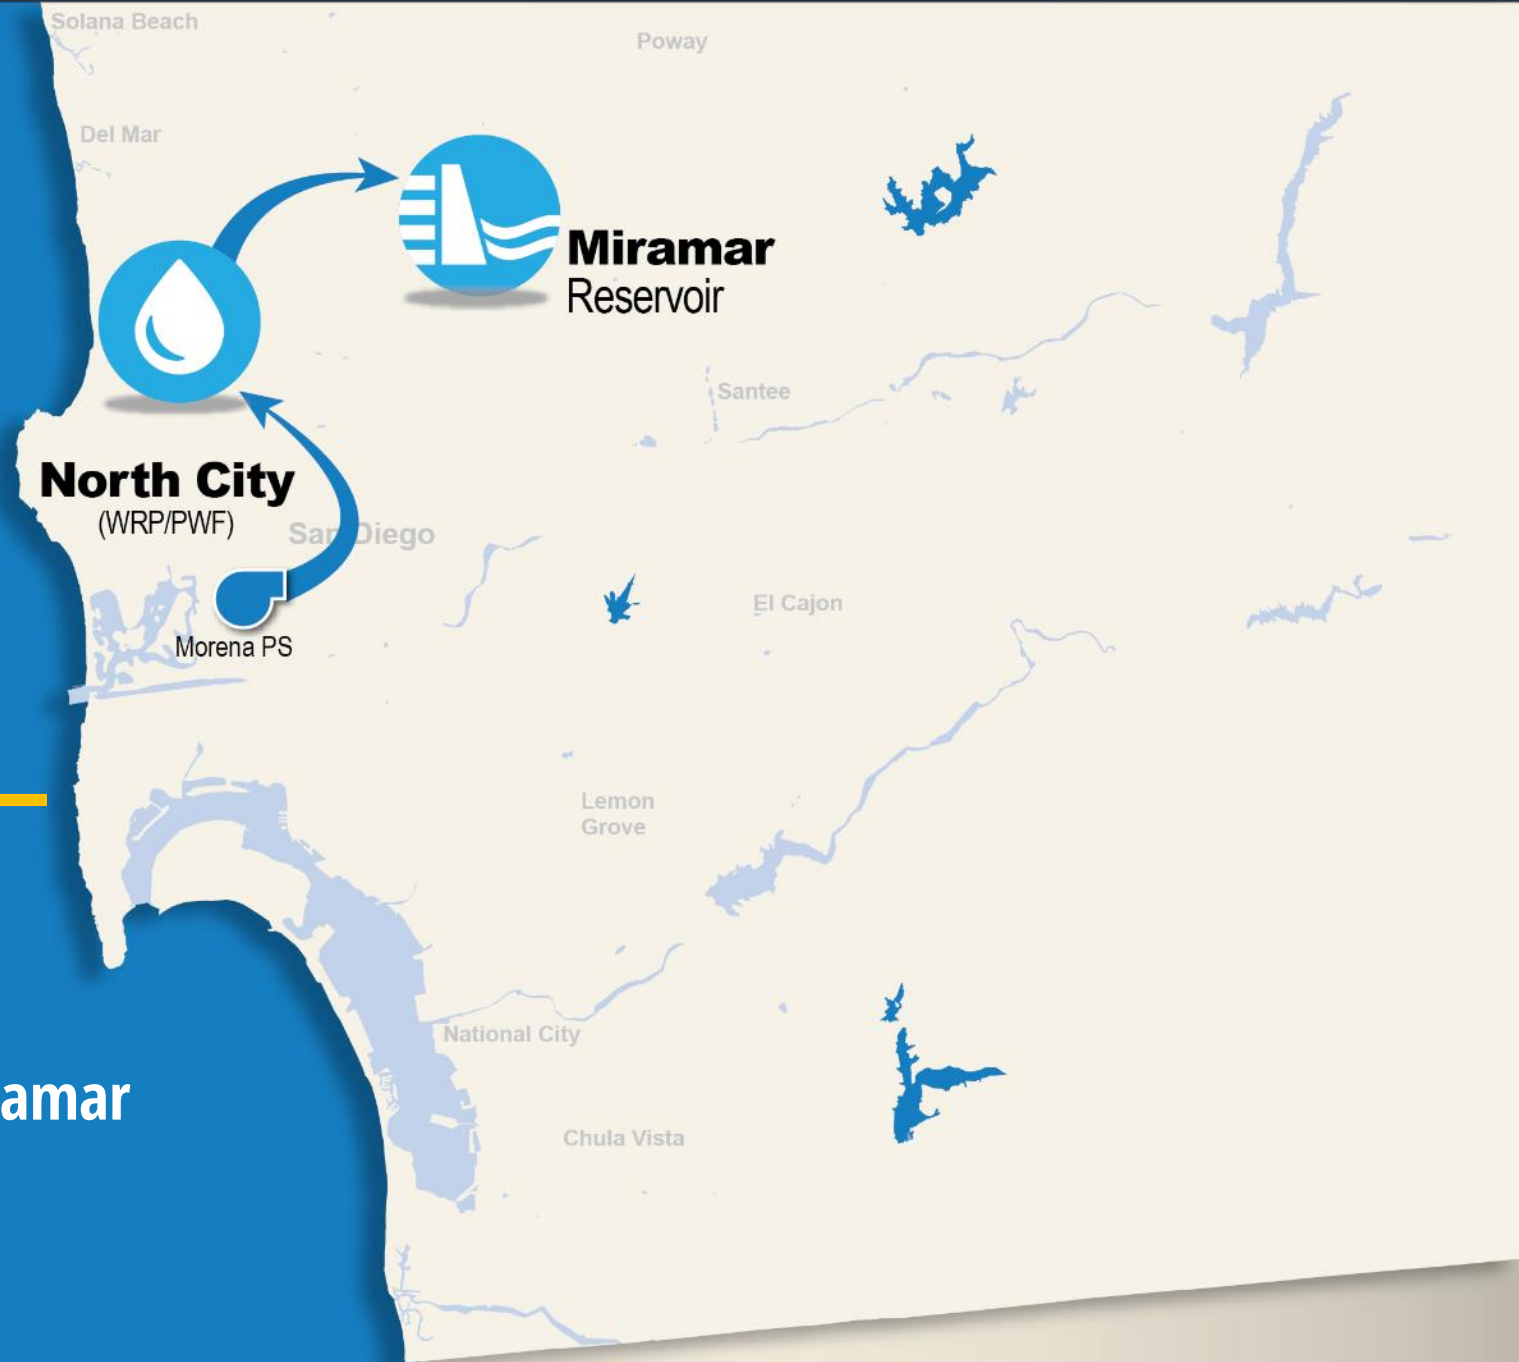 Solana Beach
Poway
Del Mar
Miramar
Reservoir
Santee
North City
(WRP/PWF)
San Diego
El Cajon
Morena PS
Lemon
Grove
National City
amar
Chula Vista